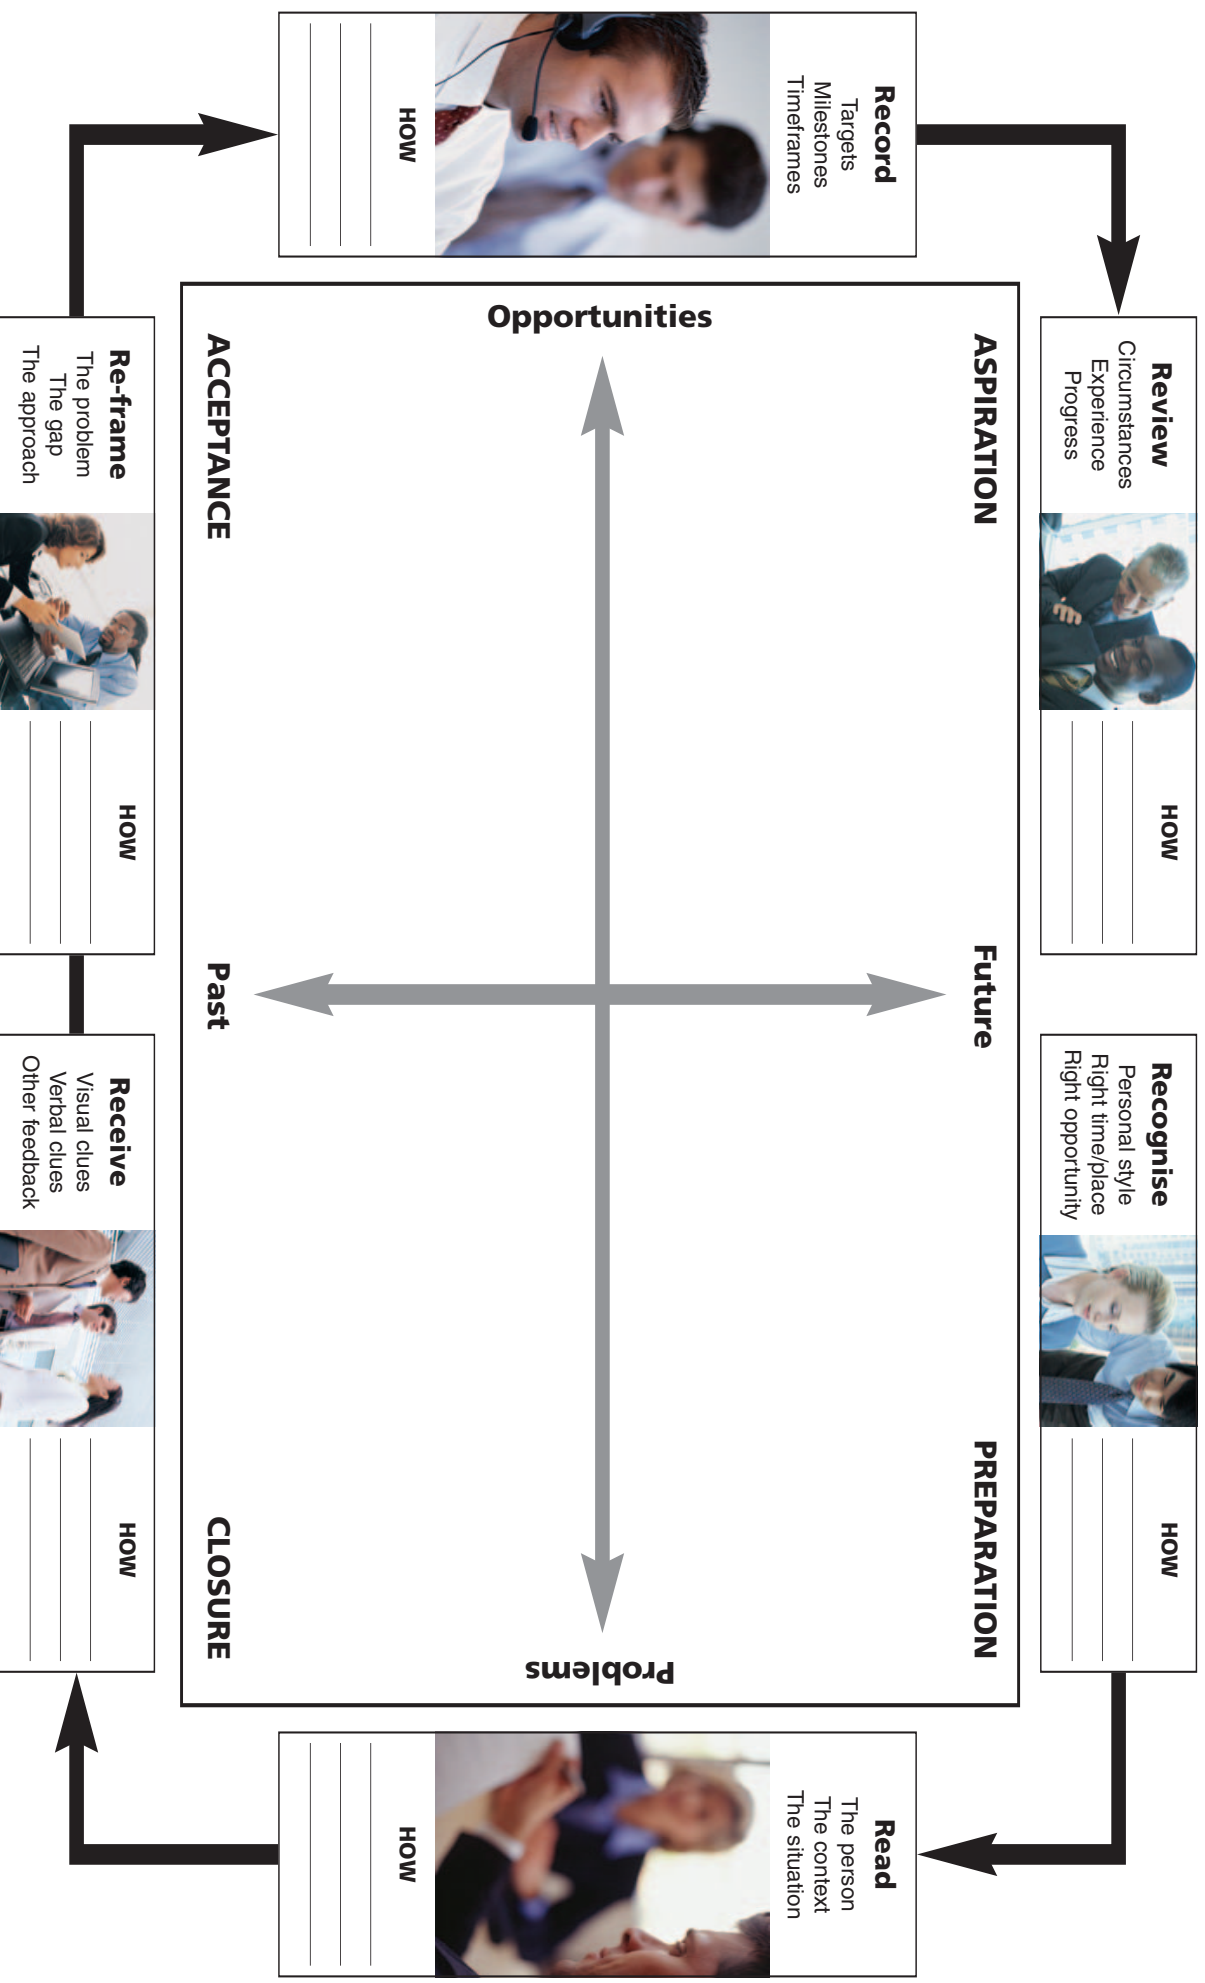 Review
Circumstances
Experience
Progress
HOW
Recognise
Personal style
Right time/place
Right opportunity
HOW
Record
Targets
Milestones
Timeframes
HOW
ASPIRATION
Future
PREPARATION
Opportunities
Problems
ACCEPTANCE
Past
CLOSURE
Read
The person
The context
The situation
HOW
Re-frame
The problem
The gap
The approach
HOW
Receive
Visual clues
Verbal clues
Other feedback
HOW